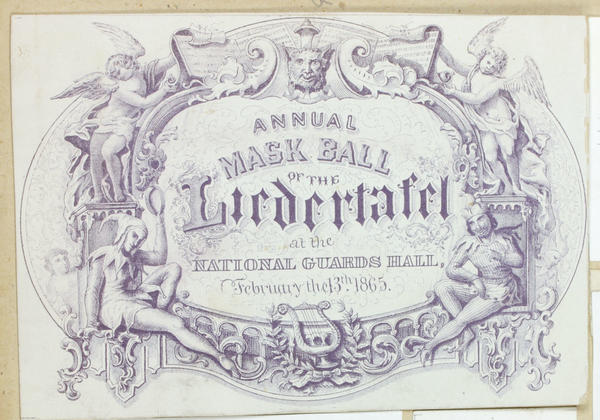 ANNUAL
MASK BALL
OF THE
Liedertafel
at the
NATIONAL GUARDS HALL,
February the 13th 1865.